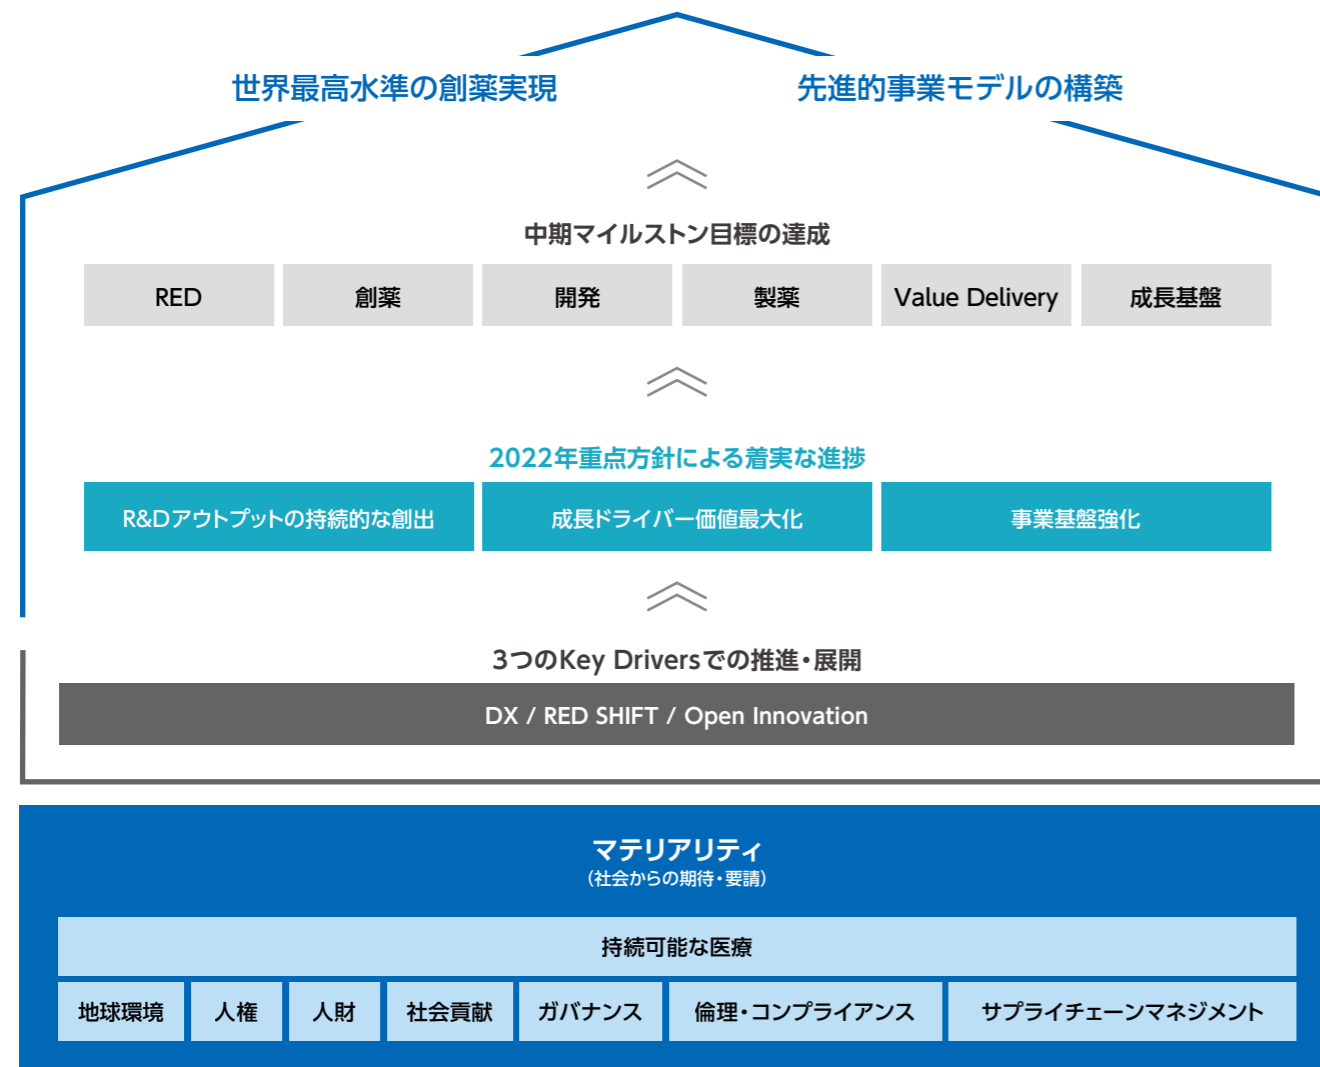 世界最高水準の創薬実現
先進的事業モデルの構築
中期マイルストン目標の達成
RED
創薬
開発
製薬
Value Delivery
成長基盤
2022年重点方針による着実な進捗
R&Dアウトプットの持続的な創出
成長ドライバー価値最大化
事業基盤強化
3つのKey Driversでの推進・展開
DX / RED SHIFT / Open Innovation
マテリアリティ
（社会からの期待・要請）
持続可能な医療
地球環境
人権
人財
社会貢献
ガバナンス
倫理・コンプライアンス
サプライチェーンマネジメント